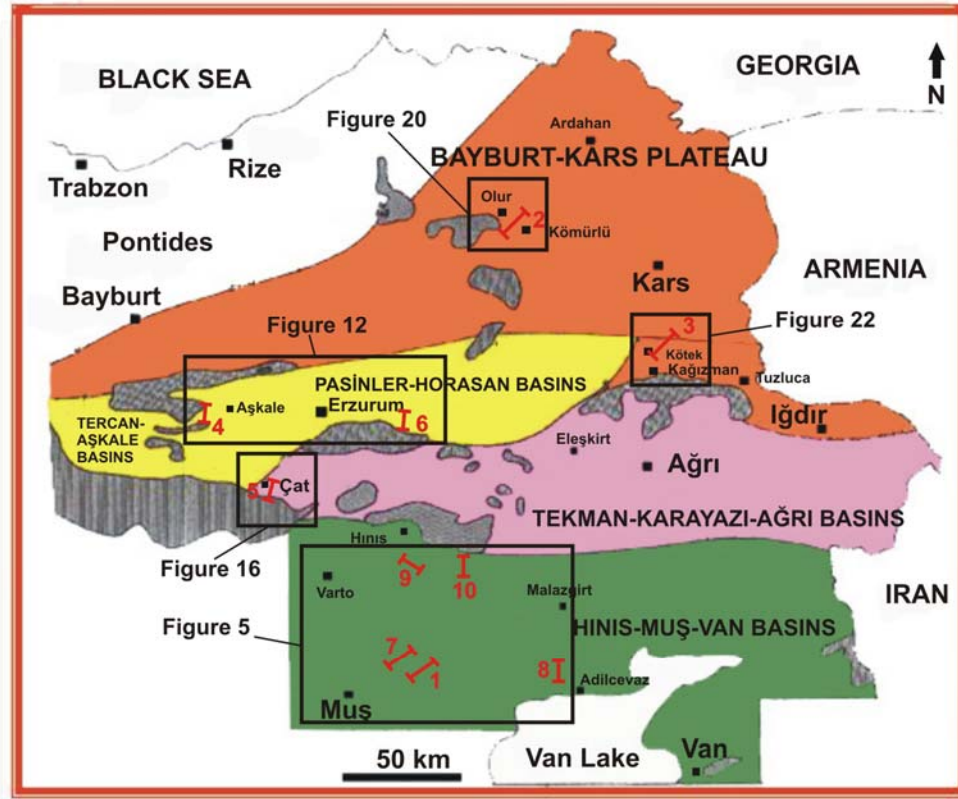 BLACK SEA
GEORGIA
N
Figure 20
Ardahan
BAYBURT-KARS PLATEAU
Rize
Trabzon
Olur
2
Kömürlü
Pontides
ARMENIA
Kars
Bayburt
Figure 12
3
Figure 22
Kötek
Kağızman
PASİNLER-HORASAN BASINS
Tuzluca
Aşkale
Erzurum
4
6
Iğdır
TERCAN-
AŞKALE
BASINS
Eleşkirt
Ağrı
5
Çat
TEKMAN-KARAYAZI-AĞRI BASINS
Hınıs
Figure 16
9
10
IRAN
Varto
Malazgirt
Figure 5
HINIS-MUŞ-VAN BASINS
7
1
8
Adilcevaz
Muş
50 km
Van Lake
Van